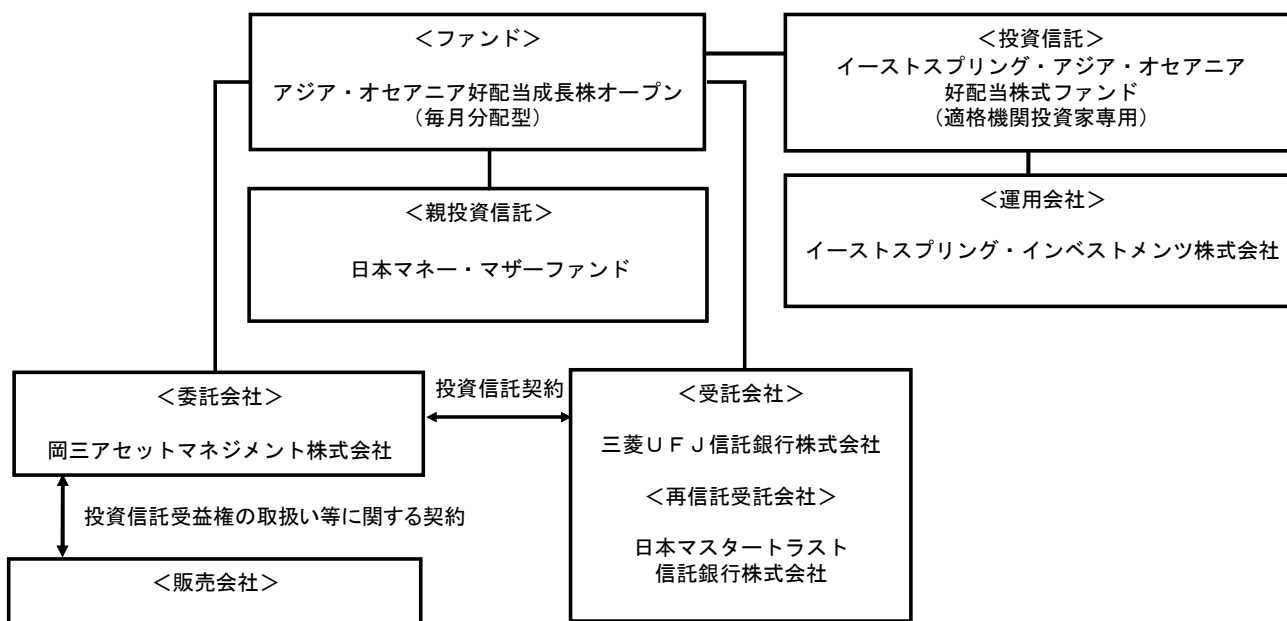 ＜ファンド＞
アジア・オセアニア好配当成長株オープン
（毎月分配型）
＜投資信託＞
イーストスプリング・アジア・オセアニア
好配当株式ファンド
（適格機関投資家専用）
＜親投資信託＞
日本マネー・マザーファンド
＜運用会社＞
イーストスプリング・インベストメンツ株式会社
＜委託会社＞
岡三アセットマネジメント株式会社
投資信託契約
＜受託会社＞
三菱ＵＦＪ信託銀行株式会社
＜再信託受託会社＞
日本マスタートラスト
信託銀行株式会社
投資信託受益権の取扱い等に関する契約
＜販売会社＞